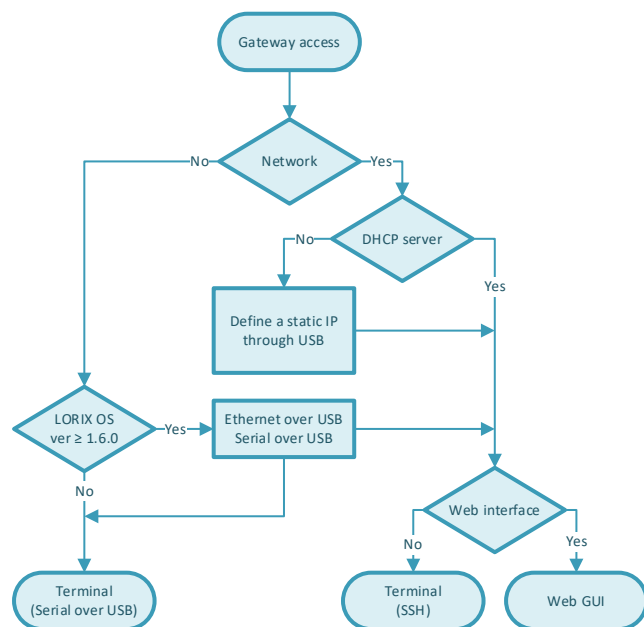 Gateway access
Network
No
Yes
DHCP server
No
Yes
Define a static IP
through USB
LORIX OS
ver ≥ 1.6.0
Yes
Ethernet over USB
Serial over USB
No
Web interface
No
Yes
Terminal
(Serial over USB)
Terminal
(SSH)
Web GUI